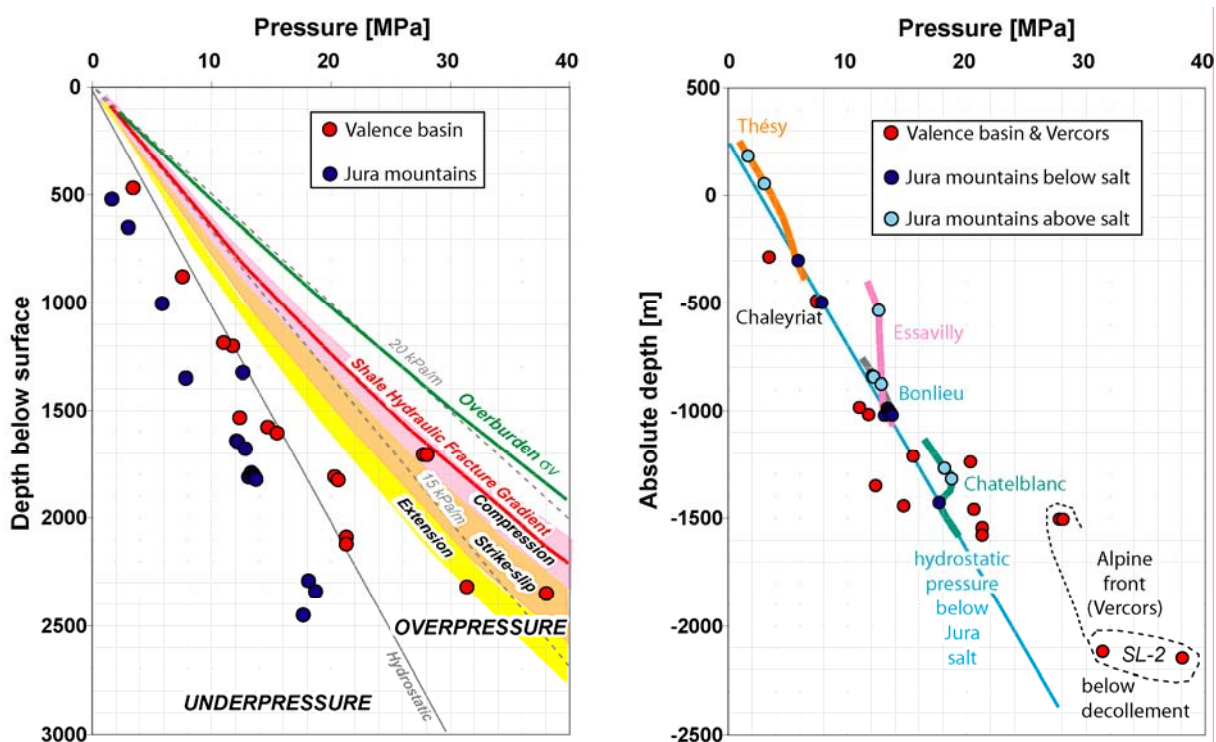 Pressure [MPa]
0 10 20 30 40
0
500
1000
1500
2000
2500
3000
Depth below surface
Valence basin
Jura mountains
20 kPa/m
Overburden σv
Shale Hydraulic Fracture Gradient
Compression
15 kPa/m
Strike-slip
Extension
OVERPRESSURE
UNDERPRESSURE
Hydrostatic
Pressure [MPa]
0 10 20 30 40
500
0
-500
-1000
-1500
-2000
-2500
Absolute depth [m]
Thésy
Valence basin & Vercors
Jura mountains below salt
Jura mountains above salt
Chaleyriat
Essavilly
Bonlieu
Chatelblanc
hydrostatic
pressure
below
Jura
salt
Alpine
front
(Vercors)
SL-2
below
decollement